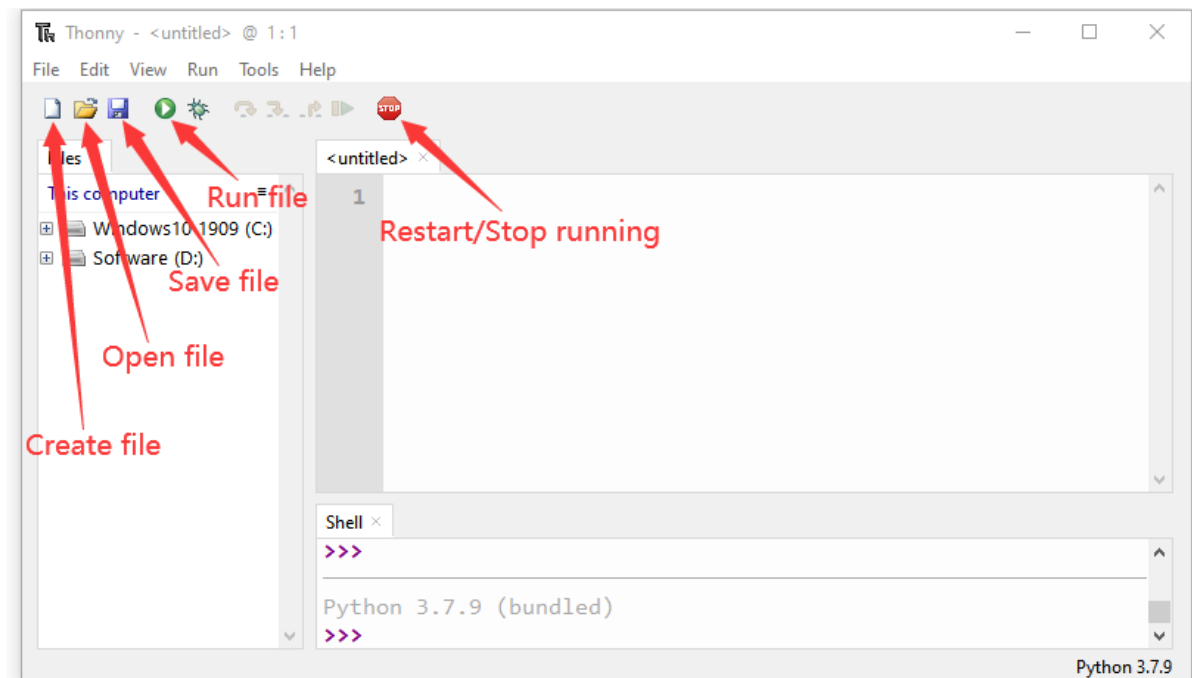 Thonny - <untitled> @ 1:1
File Edit View Run Tools Help
STOP
Files
<untitled>
This computer
1
Run file
Windows10 1909 (C:)
Restart/Stop running
Software (D:)
Save file
Open file
Create file
Shell
>>>
Python 3.7.9 (bundled)
>>>
Python 3.7.9